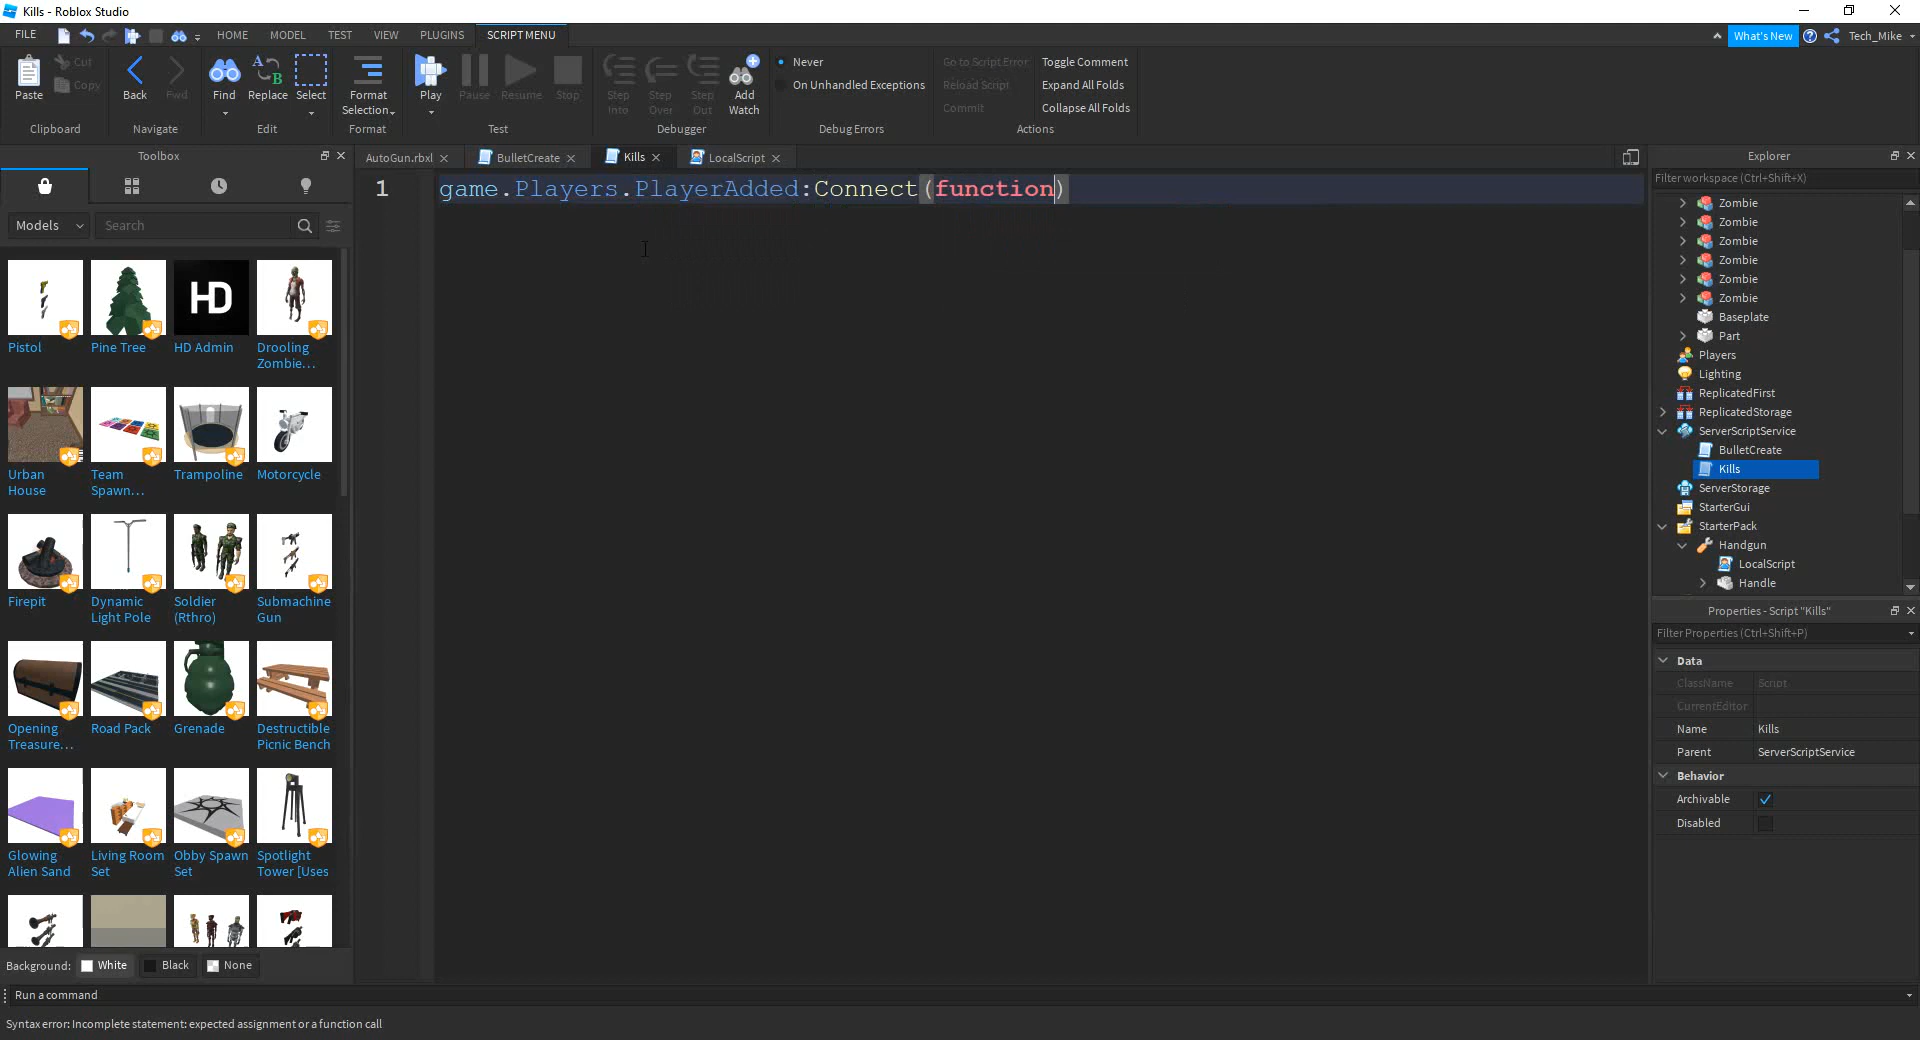 Kills - Roblox Studio
FILE HOME MODEL TEST VIEW PLUGINS SCRIPT MENU What's New Tech_Mike
Paste Cut Copy Clipboard
Back Fwd Navigate
Find Replace Select Edit
Format Selection Format
Play Pause Resume Stop Test
Step Into Step Over Step Out Add Watch Debugger
Never
On Unhandled Exceptions
Debug Errors
Go to Script Error Toggle Comment
Reload Script Expand All Folds
Commit Collapse All Folds
Actions
Toolbox
Models Search
Pistol Pine Tree HD Admin Drooling Zombie...
HD
Urban House Team Spawn... Trampoline Motorcycle
Firepit Dynamic Light Pole Soldier (Rthro) Submachine Gun
Opening Treasure... Road Pack Grenade Destructible Picnic Bench
Glowing Alien Sand Living Room Set Obby Spawn Set Spotlight Tower [Uses
Background: White Black None
AutoGun.rbxl BulletCreate Kills LocalScript
1 game.Players.PlayerAdded:Connect(function)
Explorer
Filter workspace (Ctrl+Shift+X)
Zombie
Zombie
Zombie
Zombie
Zombie
Zombie
Baseplate
Part
Players
Lighting
ReplicatedFirst
ReplicatedStorage
ServerScriptService
BulletCreate
Kills
ServerStorage
StarterGui
StarterPack
Handgun
LocalScript
Handle
Properties - Script "Kills"
Filter Properties (Ctrl+Shift+P)
Data
ClassName Script
CurrentEditor
Name Kills
Parent ServerScriptService
Behavior
Archivable
Disabled
Run a command
Syntax error: Incomplete statement: expected assignment or a function call